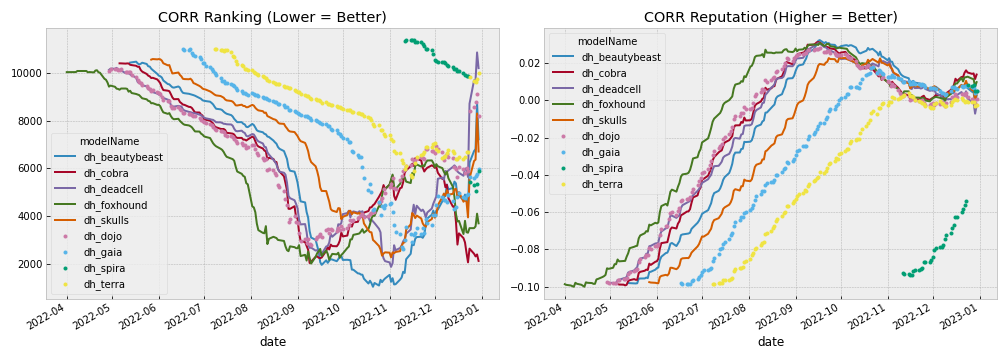 CORR Ranking (Lower = Better)
10000
8000
6000
4000
2000
modelName
dh_beautybeast
dh_cobra
dh_deadcell
dh_foxhound
dh_skulls
dh_dojo
dh_gaia
dh_spira
dh_terra
2022-04
2022-05
2022-06
2022-07
2022-08
2022-09
2022-10
2022-11
2022-12
2023-01
date
CORR Reputation (Higher = Better)
0.02
0.00
−0.02
−0.04
−0.06
−0.08
−0.10
modelName
dh_beautybeast
dh_cobra
dh_deadcell
dh_foxhound
dh_skulls
dh_dojo
dh_gaia
dh_spira
dh_terra
2022-04
2022-05
2022-06
2022-07
2022-08
2022-09
2022-10
2022-11
2022-12
2023-01
date